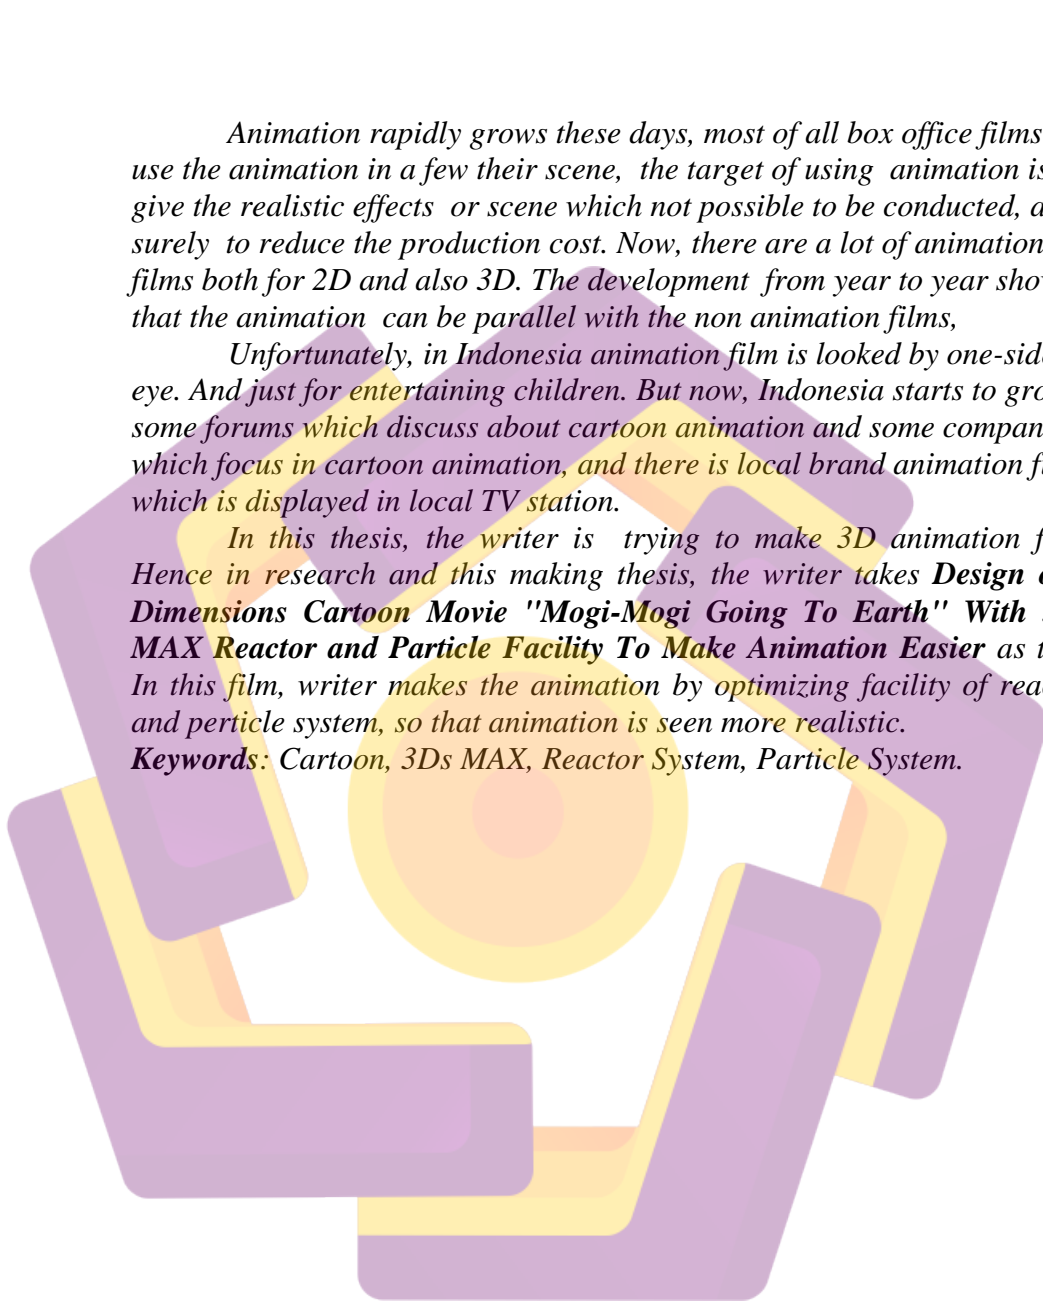 Animation rapidly grows these days, most of all box office films
use the animation in a few their scene, the target of using animation is
give the realistic effects or scene which not possible to be conducted,
surely to reduce the production cost. Now, there are a lot of animation
films both for 2D and also 3D. The development from year to year
that the animation can be parallel with the non animation films,
Unfortunately, in Indonesia animation film is looked by
eye. And just for entertaining children. But now, Indonesia starts to
some forums which discuss about cartoon animation and some
which focus in cartoon animation, and there is local brand animation
which is displayed in local TV station.
In this thesis, the writer is trying to make 3D animation
Hence in research and this making thesis, the writer takes Design
Dimensions Cartoon Movie "Mogi-Mogi Going To Earth" With
MAX Reactor and Particle Facility To Make Animation Easier as
In this film, writer makes the animation by optimizing facility of
and perticle system, so that animation is seen more realistic.
Keywords: Cartoon, 3Ds MAX, Reactor System, Particle System.